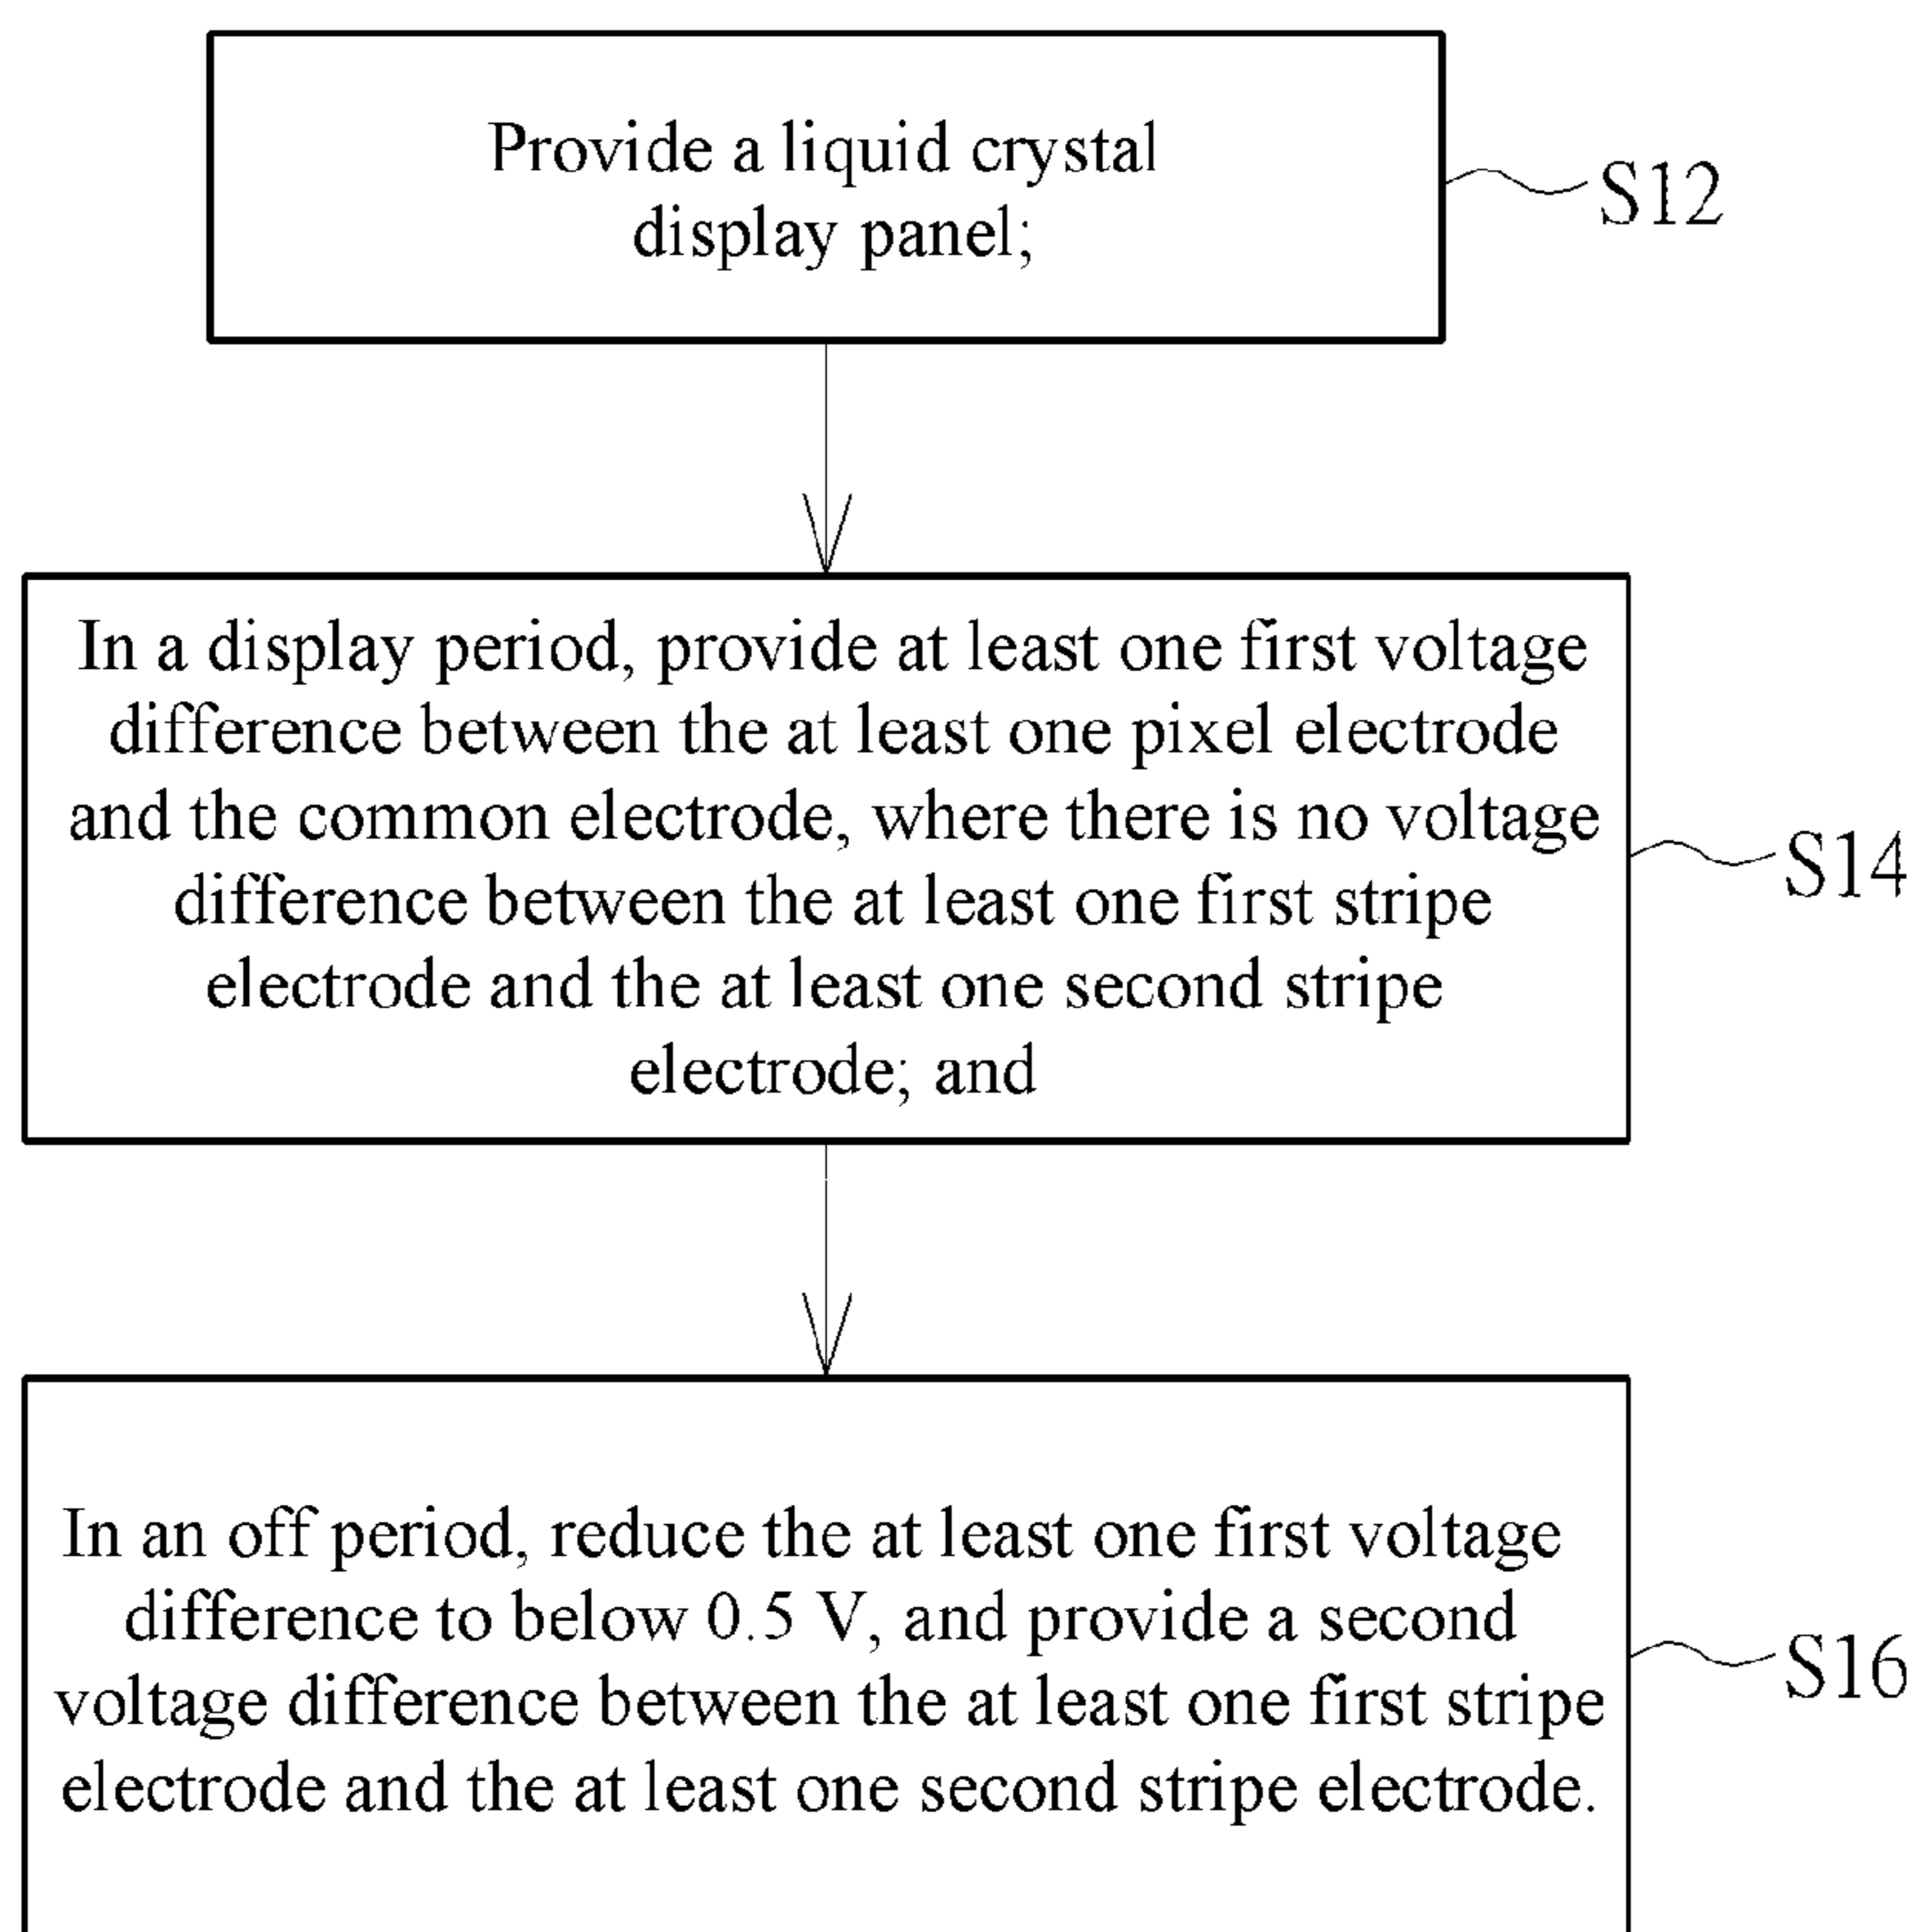 Provide a liquid crystal
display panel;
S12
In a display period, provide at least one first voltage
difference between the at least one pixel electrode
and the common electrode, where there is no voltage
difference between the at least one first stripe
electrode and the at least one second stripe
electrode; and
S14
In an off period, reduce the at least one first voltage
difference to below 0.5 V, and provide a second
voltage difference between the at least one first stripe
electrode and the at least one second stripe electrode.
S16